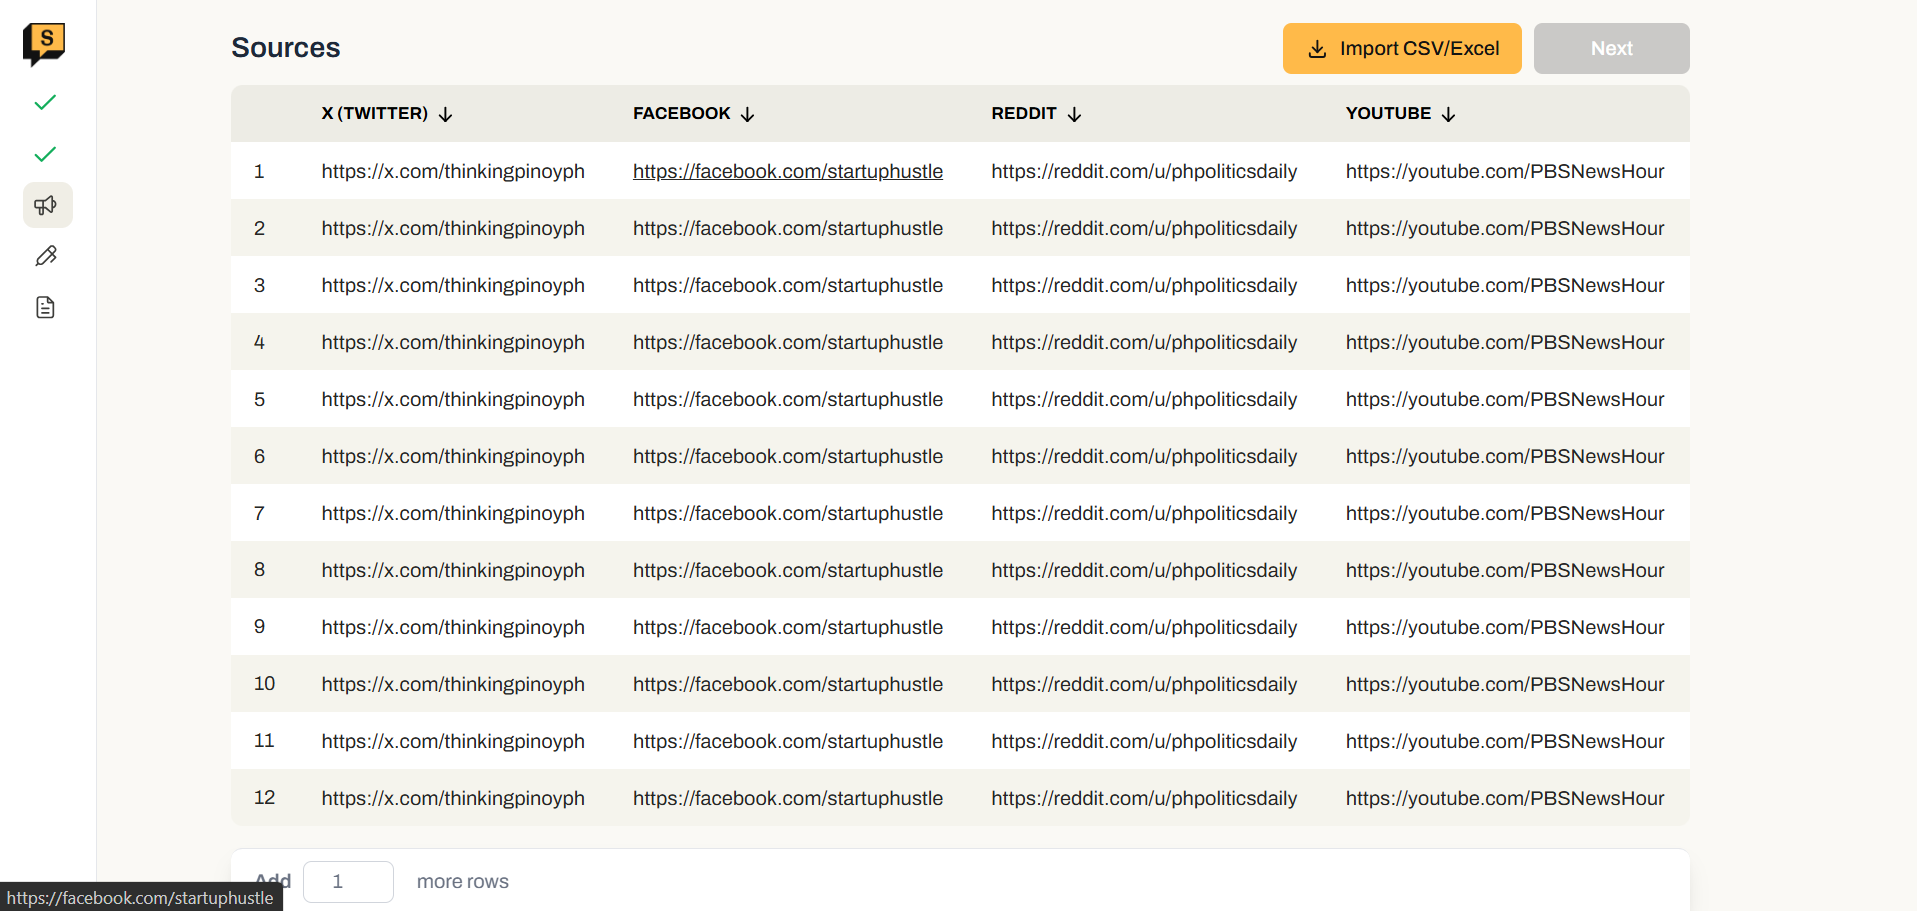 S
Sources
Import CSV/Excel
Next
X (TWITTER) FACEBOOK REDDIT YOUTUBE
1 https://x.com/thinkingpinoyph https://facebook.com/startuphustle https://reddit.com/u/phpoliticsdaily https://youtube.com/PBSNewsHour
2 https://x.com/thinkingpinoyph https://facebook.com/startuphustle https://reddit.com/u/phpoliticsdaily https://youtube.com/PBSNewsHour
3 https://x.com/thinkingpinoyph https://facebook.com/startuphustle https://reddit.com/u/phpoliticsdaily https://youtube.com/PBSNewsHour
4 https://x.com/thinkingpinoyph https://facebook.com/startuphustle https://reddit.com/u/phpoliticsdaily https://youtube.com/PBSNewsHour
5 https://x.com/thinkingpinoyph https://facebook.com/startuphustle https://reddit.com/u/phpoliticsdaily https://youtube.com/PBSNewsHour
6 https://x.com/thinkingpinoyph https://facebook.com/startuphustle https://reddit.com/u/phpoliticsdaily https://youtube.com/PBSNewsHour
7 https://x.com/thinkingpinoyph https://facebook.com/startuphustle https://reddit.com/u/phpoliticsdaily https://youtube.com/PBSNewsHour
8 https://x.com/thinkingpinoyph https://facebook.com/startuphustle https://reddit.com/u/phpoliticsdaily https://youtube.com/PBSNewsHour
9 https://x.com/thinkingpinoyph https://facebook.com/startuphustle https://reddit.com/u/phpoliticsdaily https://youtube.com/PBSNewsHour
10 https://x.com/thinkingpinoyph https://facebook.com/startuphustle https://reddit.com/u/phpoliticsdaily https://youtube.com/PBSNewsHour
11 https://x.com/thinkingpinoyph https://facebook.com/startuphustle https://reddit.com/u/phpoliticsdaily https://youtube.com/PBSNewsHour
12 https://x.com/thinkingpinoyph https://facebook.com/startuphustle https://reddit.com/u/phpoliticsdaily https://youtube.com/PBSNewsHour
Add 1 more rows
https://facebook.com/startuphustle